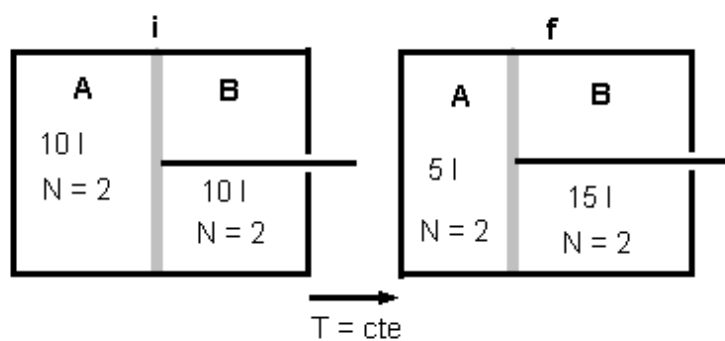 i
A
B
10 l
N = 2
10 l
N = 2
f
A
B
5 l
N = 2
15 l
N = 2
T = cte